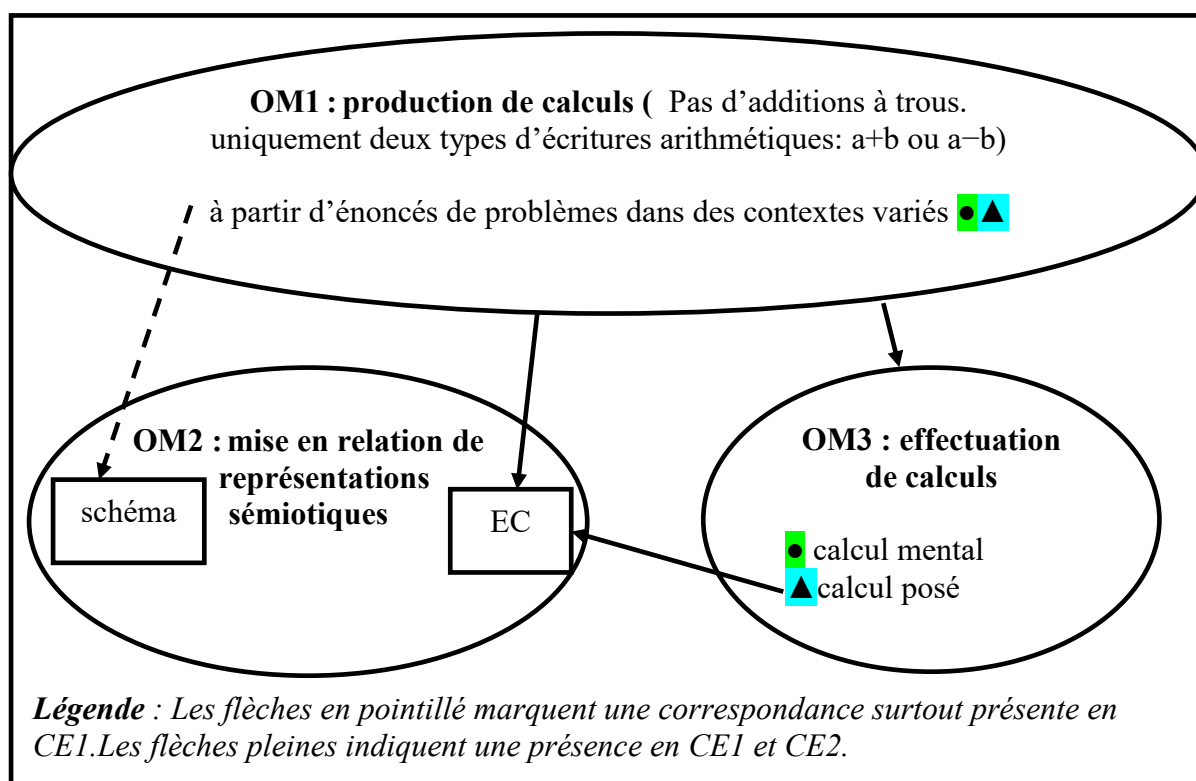 OM1 : production de calculs ( Pas d’additions à trous.
uniquement deux types d’écritures arithmétiques: a+b ou a−b)
à partir d’énoncés de problèmes dans des contextes variés ●▲
OM2 : mise en relation de
représentations
sémiotiques
schéma
EC
OM3 : effectuation
de calculs
● calcul mental
▲calcul posé
Légende : Les flèches en pointillé marquent une correspondance surtout présente en
CE1.Les flèches pleines indiquent une présence en CE1 et CE2.